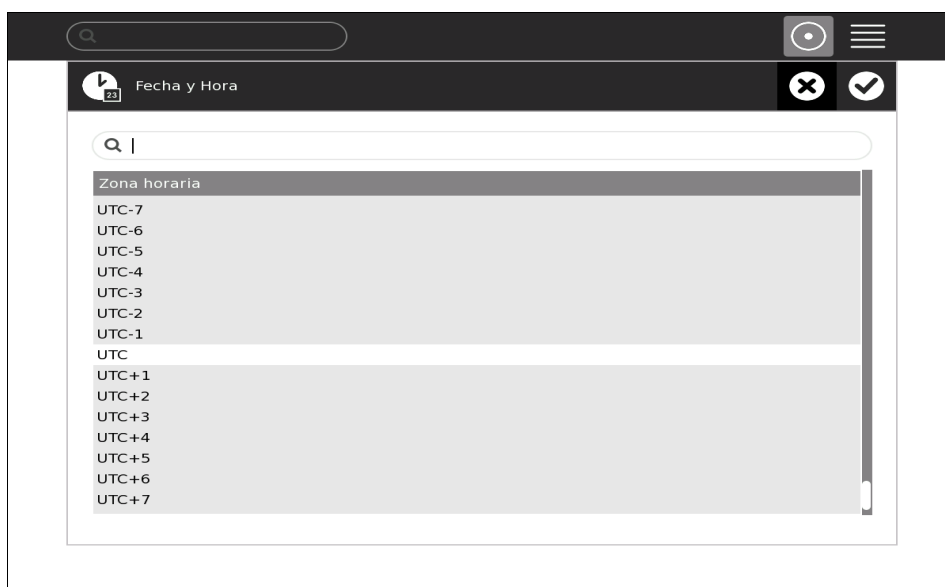 Fecha y Hora
23
Zona horaria
UTC-7
UTC-6
UTC-5
UTC-4
UTC-3
UTC-2
UTC-1
UTC
UTC+1
UTC+2
UTC+3
UTC+4
UTC+5
UTC+6
UTC+7